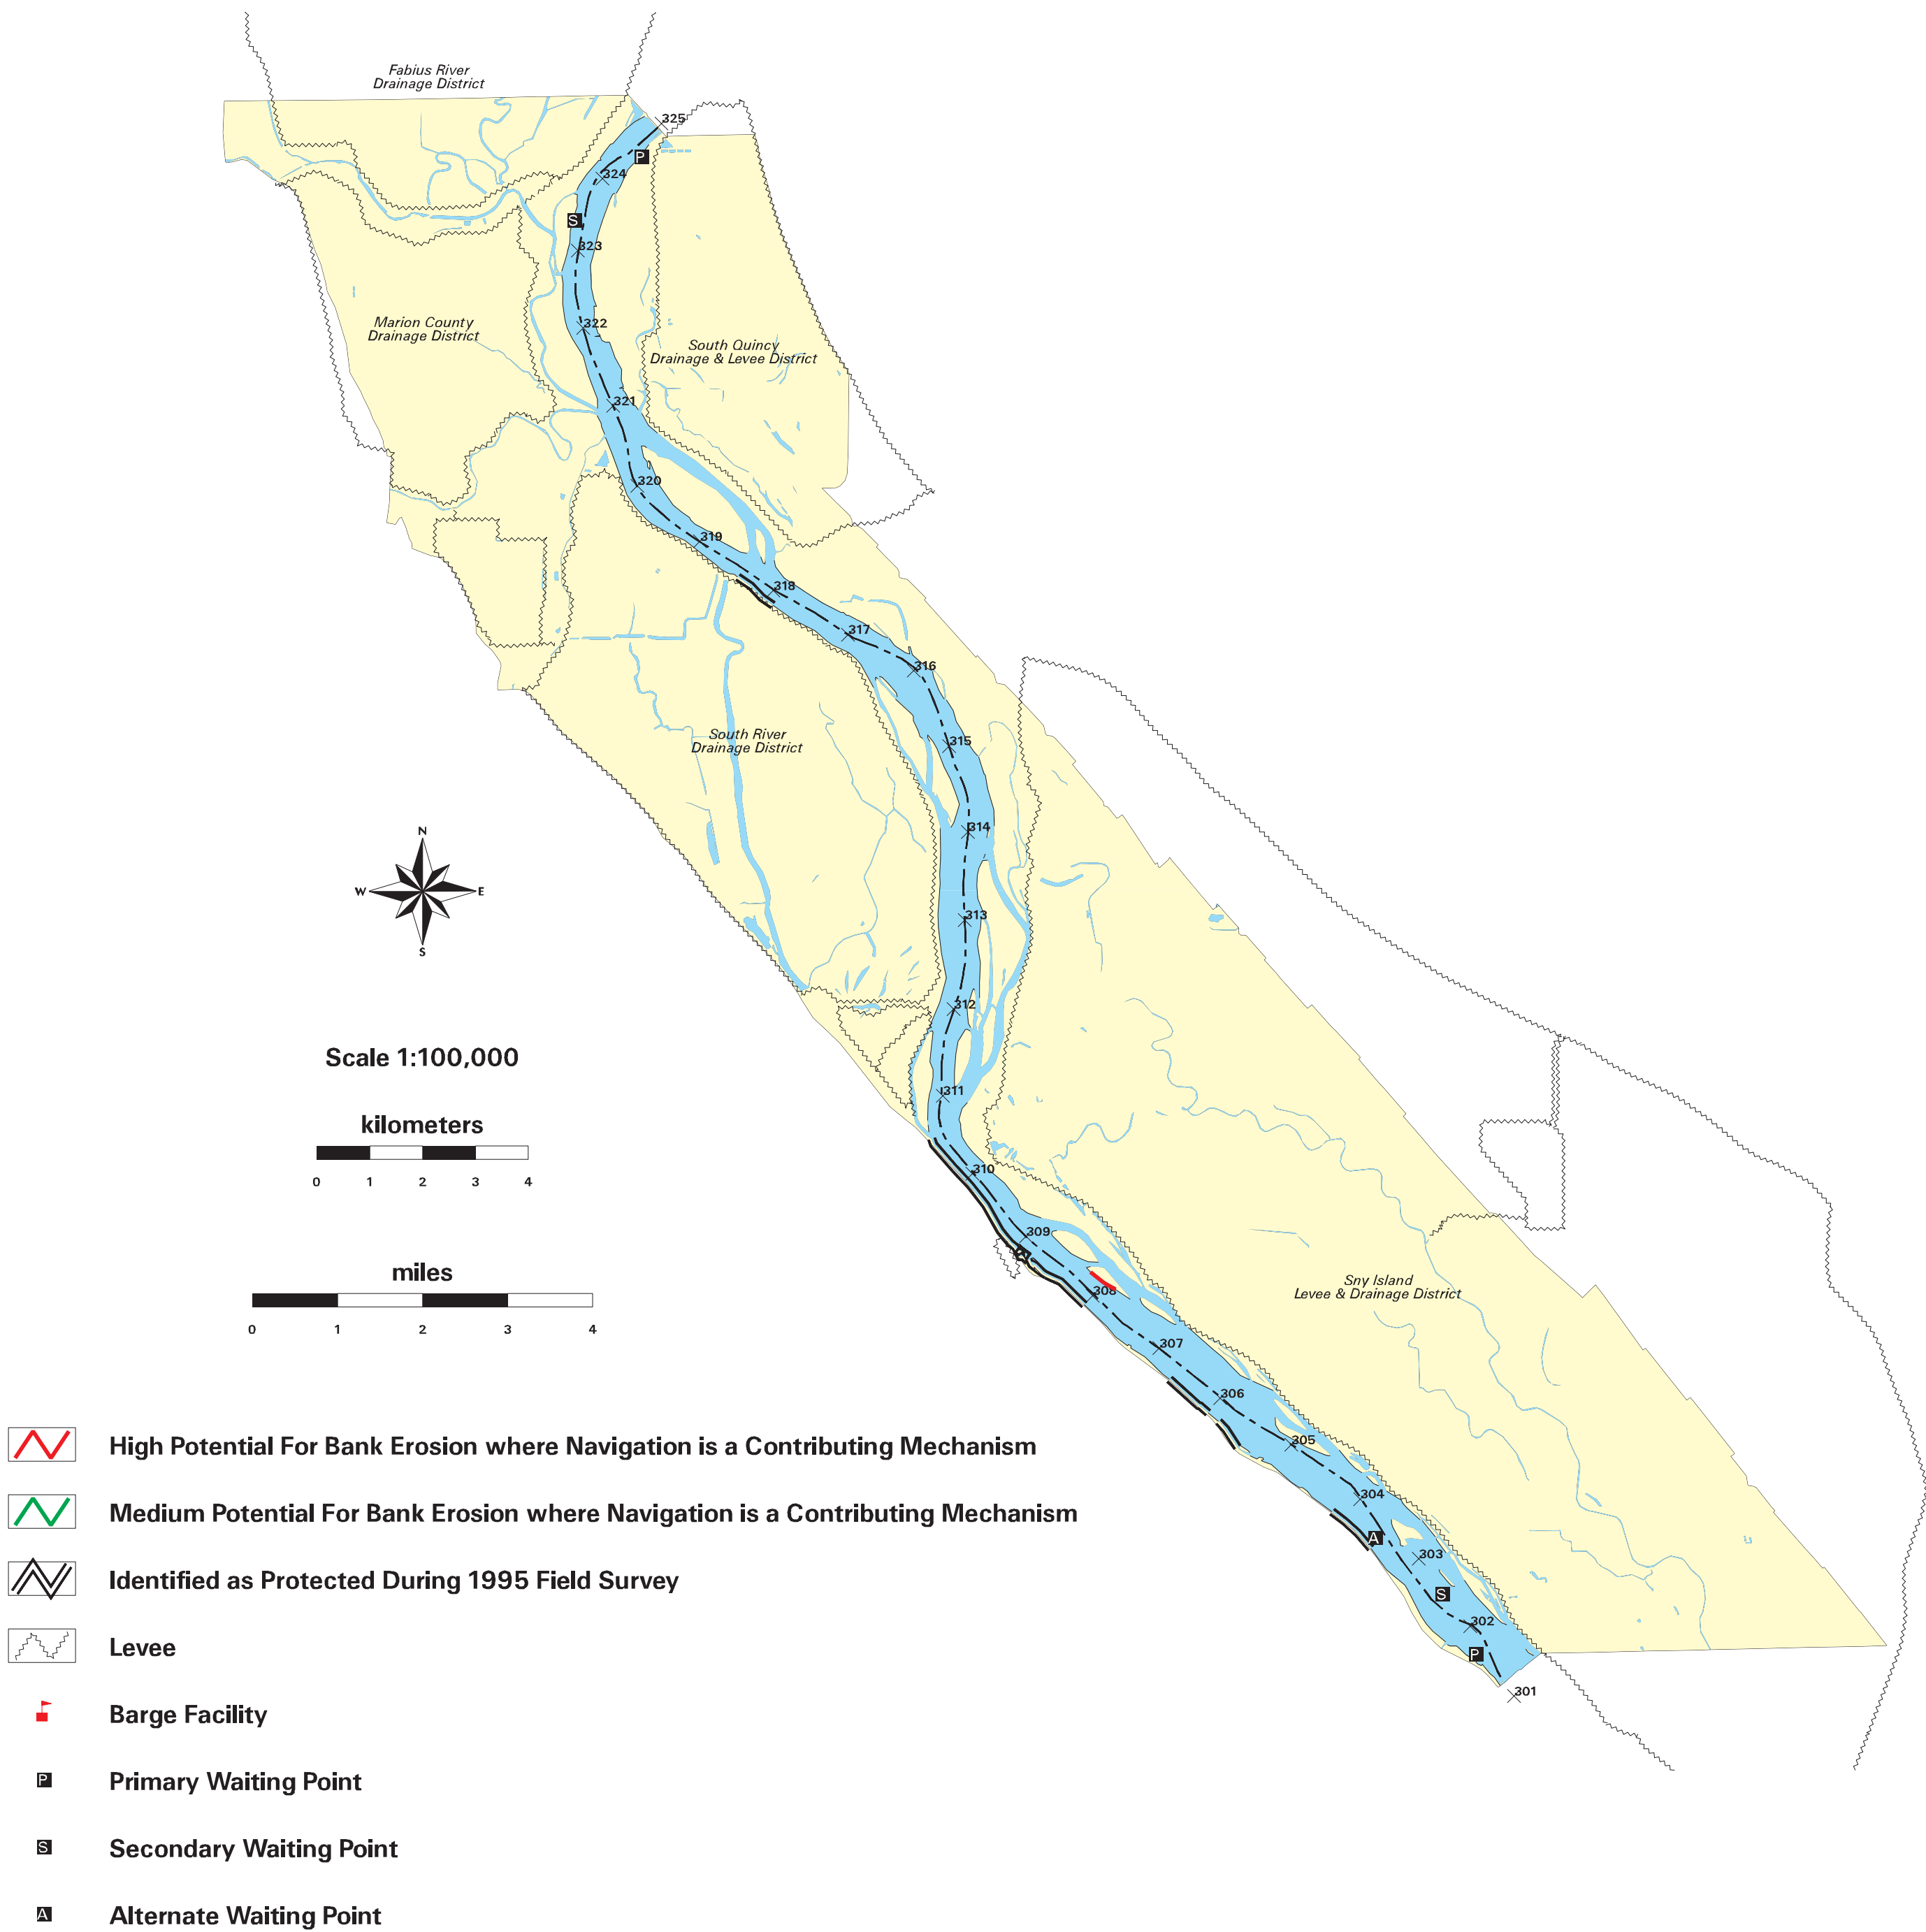 Fabius River
Drainage District
325
P
324
S
323
322
Marion County
Drainage District
South Quincy
Drainage & Levee District
321
320
319
318
317
316
South River
Drainage District
315
314
N
W
E
S
313
312
Scale 1:100,000
311
kilometers
0 1 2 3 4
310
309
miles
0 1 2 3 4
308
Sny Island
Levee & Drainage District
307
306
305
304
A
303
S
302
P
301
High Potential For Bank Erosion where Navigation is a Contributing Mechanism
Medium Potential For Bank Erosion where Navigation is a Contributing Mechanism
Identified as Protected During 1995 Field Survey
Levee
Barge Facility
P Primary Waiting Point
S Secondary Waiting Point
A Alternate Waiting Point